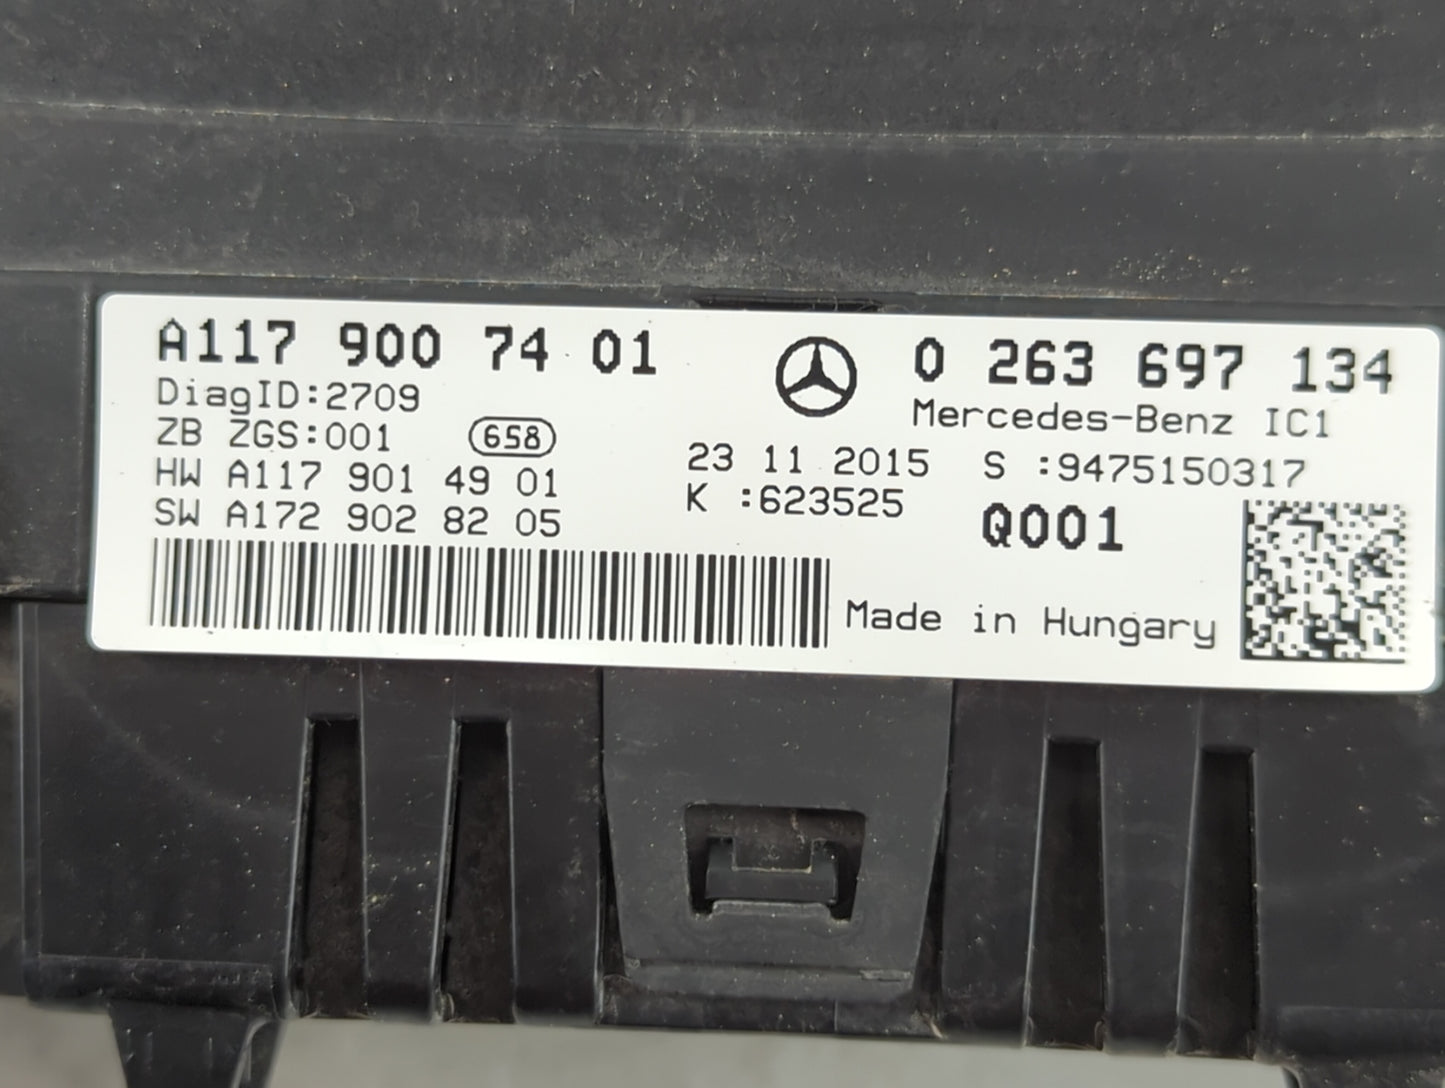 A117 900 74 01
DiagID:2709
ZB ZGS:001 658
HW A117 901 49 01
SW A172 902 82 05
0 263 697 134
Mercedes-Benz IC1
23 11 2015 S :9475150317
K :623525
Q001
Made in Hungary